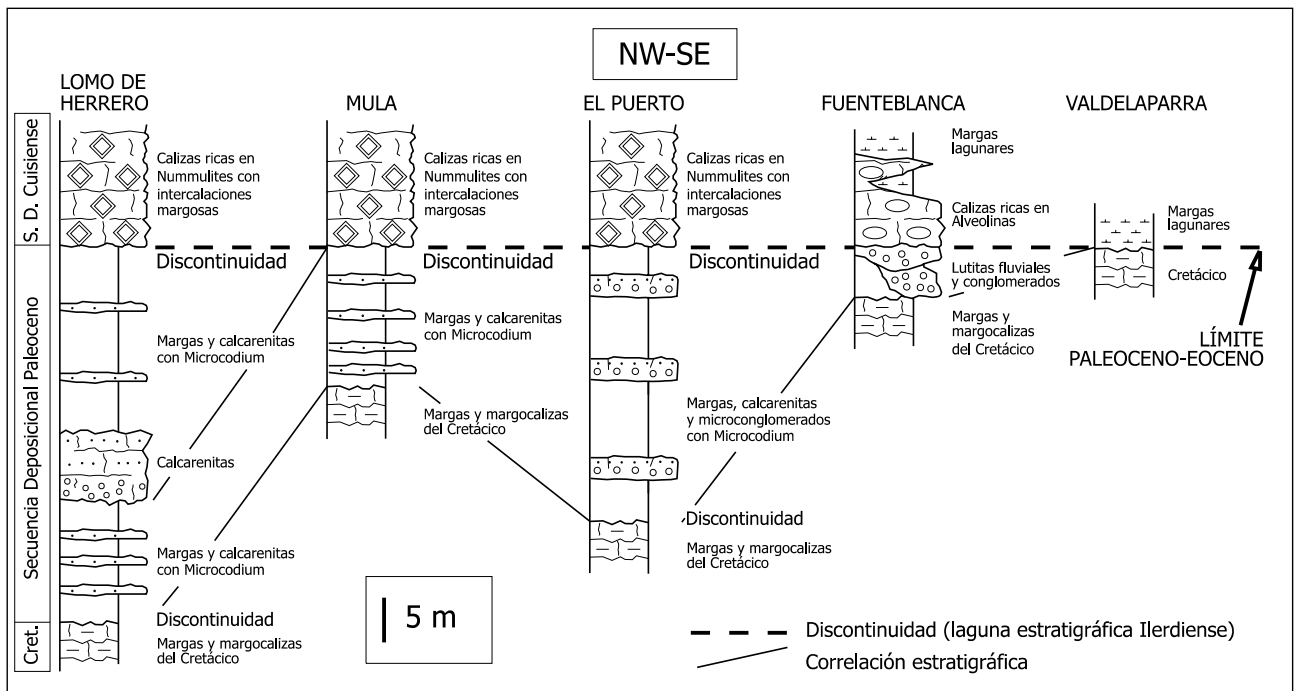 NW-SE
LOMO DE
HERRERO
MULA
EL PUERTO
FUENTEBLANCA
VALDELAPARRA
S. D. Cuisiense
Secuencia Deposicional Paleoceno
Cret.
Calizas ricas en
Nummulites con
intercalaciones
margosas
Discontinuidad
Margas y calcarenitas
con Microcodium
Calcarenitas
Margas y calcarenitas
con Microcodium
Discontinuidad
Margas y margocalizas
del Cretácico
Calizas ricas en
Nummulites con
intercalaciones
margosas
Discontinuidad
Margas y calcarenitas
con Microcodium
Margas y margocalizas
del Cretácico
Calizas ricas en
Nummulites con
intercalaciones
margosas
Discontinuidad
Margas, calcarenitas
y microconglomerados
con Microcodium
Discontinuidad
Margas y margocalizas
del Cretácico
Margas
lagunares
Calizas ricas en
Alveolinas
Lutitas fluviales
y conglomerados
Margas y
margocalizas
del Cretácico
Margas
lagunares
Cretácico
LÍMITE
PALEOCENO-EOCENO
5 m
Discontinuidad (laguna estratigráfica Ilerdiense)
Correlación estratigráfica